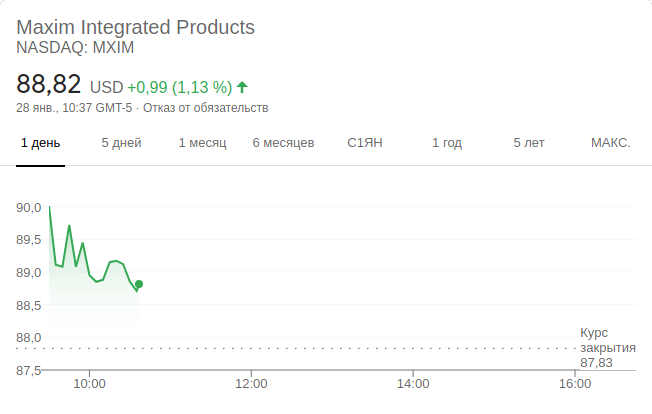 Maxim Integrated Products
NASDAQ: MXIM
88,82 USD +0,99 (1,13 %)
28 янв., 10:37 GMT-5 · Отказ от обязательств
1 день 5 дней 1 месяц 6 месяцев С1ЯН 1 год 5 лет МАКС.
90,0
89,5
89,0
88,5
88,0
87,5
Курс
закрытия
87,83
10:00 12:00 14:00 16:00